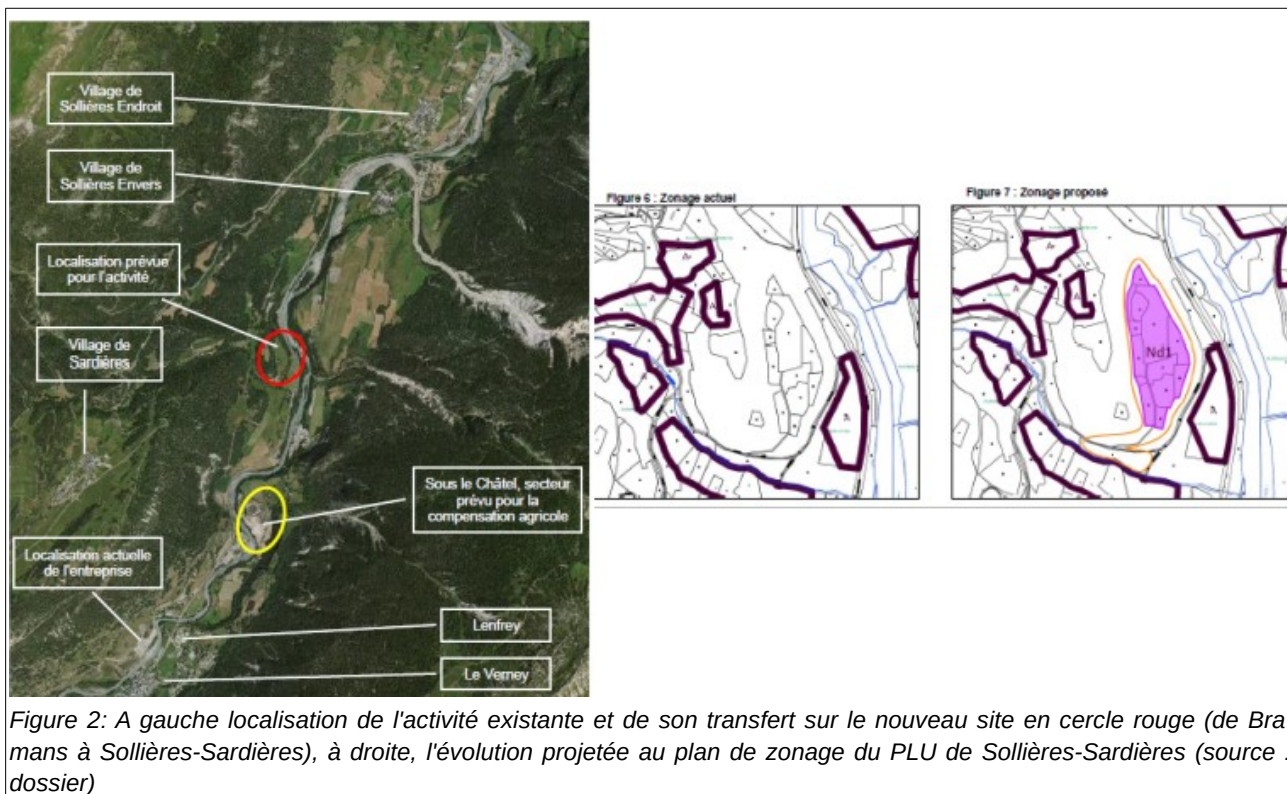 Village de
Sollières Endroit
Village de
Sollières Envers
Localisation prévue
pour l'activité
Village de
Sardières
Sous le Châtel, secteur
prévu pour la
compensation agricole
Localisation actuelle
de l'entreprise
Lenfrey
Le Verney
Figure 6 : Zonage actuel
Figure 7 : Zonage proposé
A
A
A
A
Nd1
A
Figure 2: A gauche localisation de l'activité existante et de son transfert sur le nouveau site en cercle rouge (de Bra
mans à Sollières-Sardières), à droite, l'évolution projetée au plan de zonage du PLU de Sollières-Sardières (source :
dossier)